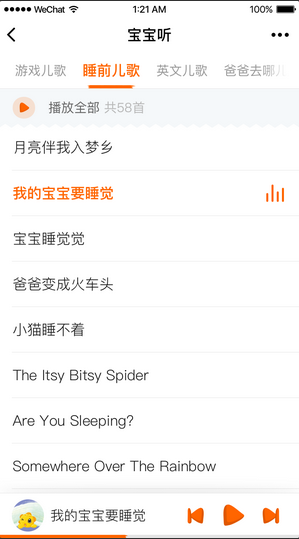 WeChat 1:21 AM 100%
宝宝听
游戏儿歌 睡前儿歌 英文儿歌 爸爸去哪儿
播放全部 共58首
月亮伴我入梦乡
我的宝宝要睡觉
宝宝睡觉觉
爸爸变成火车头
小猫睡不着
The Itsy Bitsy Spider
Are You Sleeping?
Somewhere Over The Rainbow
我的宝宝要睡觉